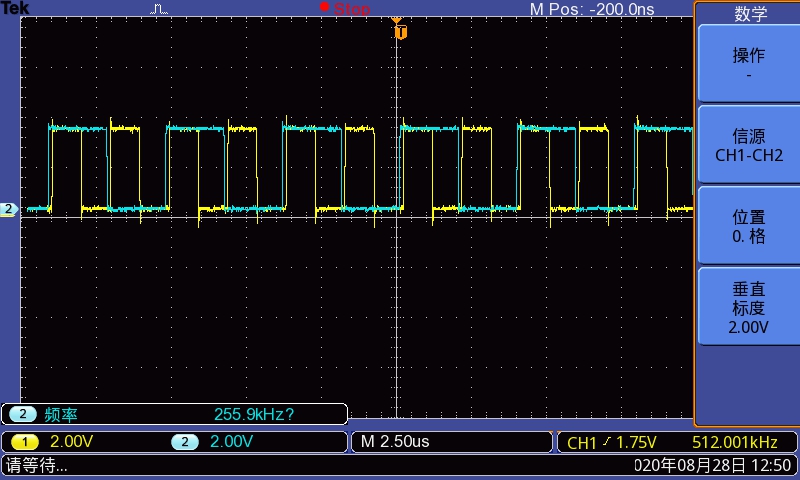 Tek Stop M Pos: -200.0ns
数学
T
操作
-
信源
CH1-CH2
位置
0. 格
垂直
标度
2.00V
2
2 频率 255.9kHz?
1 2.00V 2 2.00V M 2.50us CH1 1.75V 512.001kHz
请等待... 020年08月28日 12:50